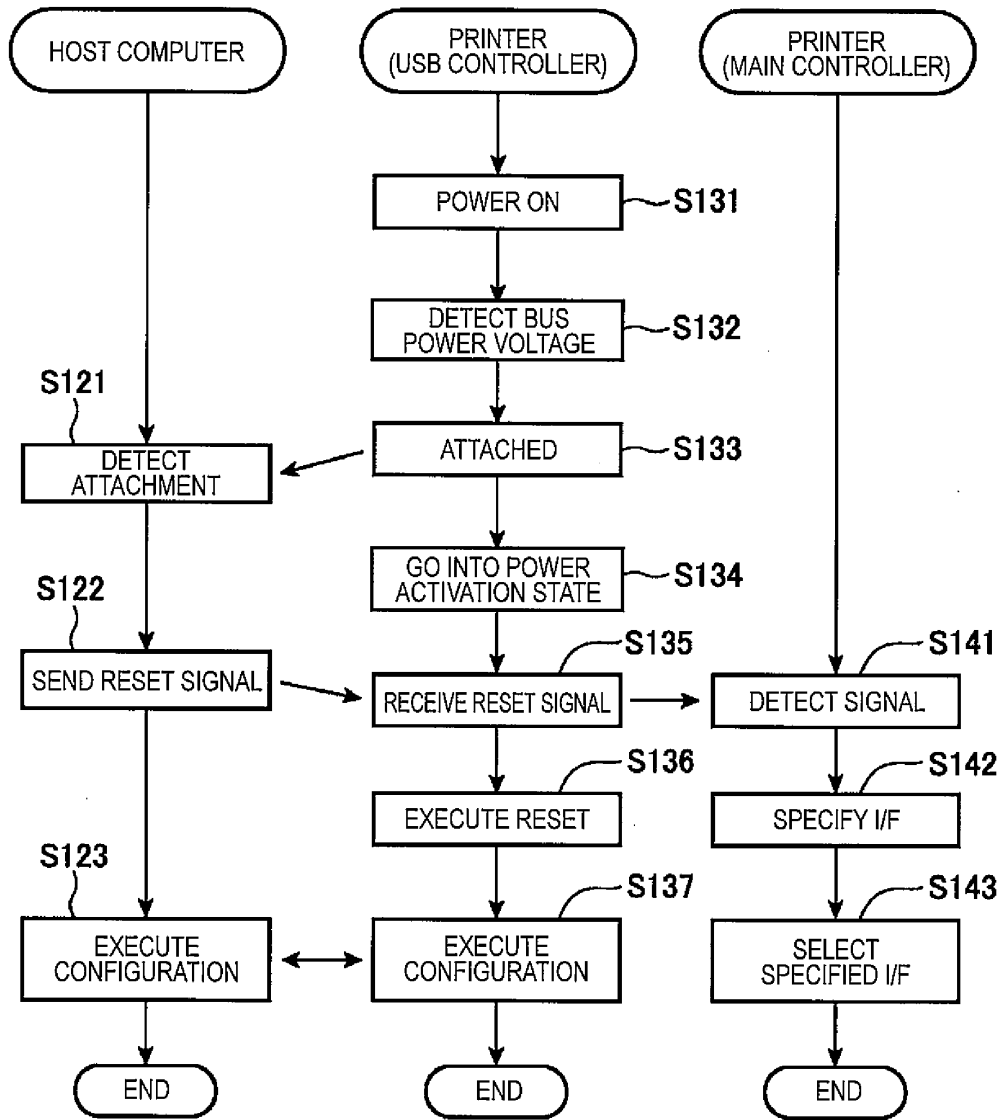 HOST COMPUTER
PRINTER
(USB CONTROLLER)
PRINTER
(MAIN CONTROLLER)
POWER ON
S131
DETECT BUS
POWER VOLTAGE
S132
S121
DETECT
ATTACHMENT
ATTACHED
S133
GO INTO POWER
ACTIVATION STATE
S134
S122
SEND RESET SIGNAL
S135
RECEIVE RESET SIGNAL
S141
DETECT SIGNAL
S136
EXECUTE RESET
S142
SPECIFY I/F
S123
EXECUTE
CONFIGURATION
S137
EXECUTE
CONFIGURATION
S143
SELECT
SPECIFIED I/F
END
END
END